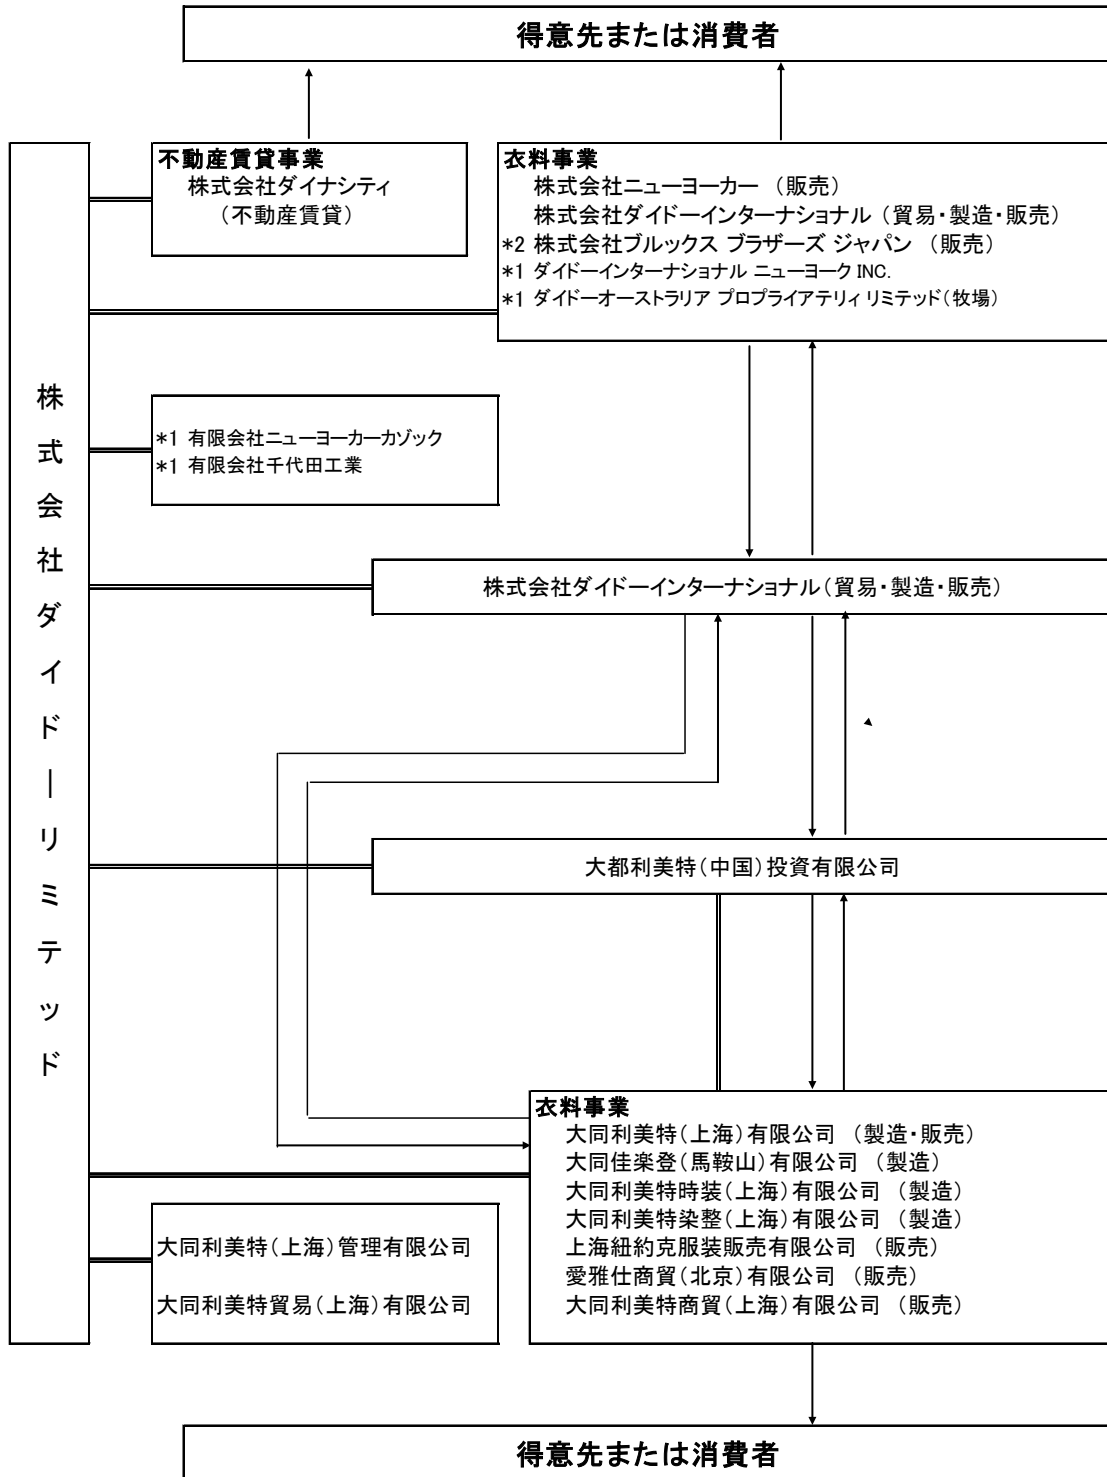 得意先または消費者
不動産賃貸事業
株式会社ダイナシティ
（不動産賃貸）
衣料事業
株式会社ニューヨーカー （販売）
株式会社ダイドーインターナショナル （貿易・製造・販売）
*2 株式会社ブルックス ブラザーズ ジャパン （販売）
*1 ダイドーインターナショナル ニューヨーク INC.
*1 ダイドーオーストラリア プロプライアテリィ リミテッド（牧場）
株式会社ダイドーリミテッド
*1 有限会社ニューヨーカーカゾック
*1 有限会社千代田工業
株式会社ダイドーインターナショナル（貿易・製造・販売）
大都利美特（中国）投資有限公司
衣料事業
大同利美特（上海）有限公司 （製造・販売）
大同佳楽登（馬鞍山）有限公司 （製造）
大同利美特時装（上海）有限公司 （製造）
大同利美特染整（上海）有限公司 （製造）
上海紐約克服装販売有限公司 （販売）
愛雅仕商貿（北京）有限公司 （販売）
大同利美特商貿（上海）有限公司 （販売）
大同利美特（上海）管理有限公司
大同利美特貿易（上海）有限公司
得意先または消費者